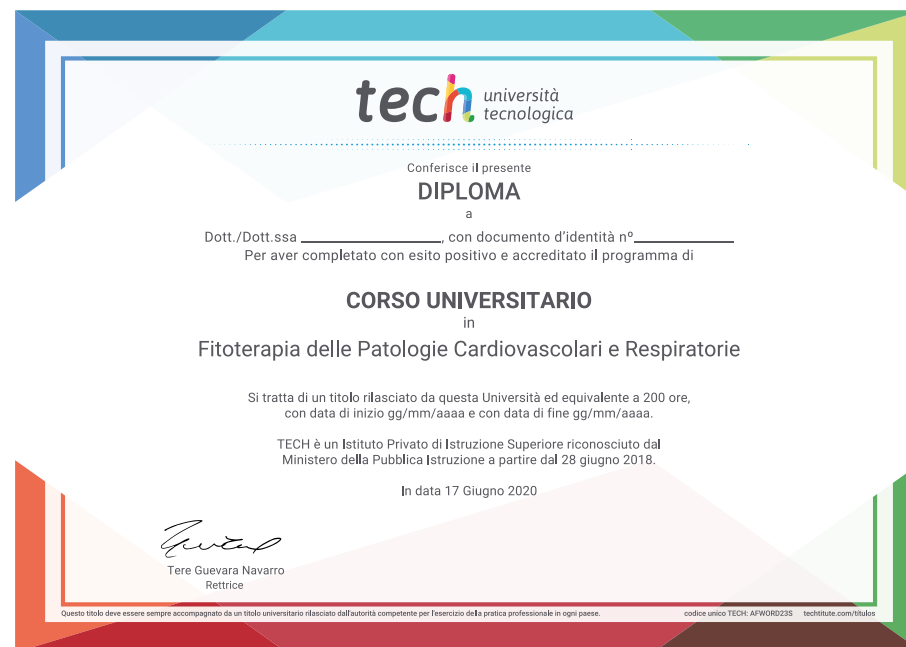 tech università
tecnologica
Conferisce il presente
DIPLOMA
a
Dott./Dott.ssa ____________________, con documento d'identità nº______________
Per aver completato con esito positivo e accreditato il programma di
CORSO UNIVERSITARIO
in
Fitoterapia delle Patologie Cardiovascolari e Respiratorie
Si tratta di un titolo rilasciato da questa Università ed equivalente a 200 ore,
con data di inizio gg/mm/aaaa e con data di fine gg/mm/aaaa.
TECH è un Istituto Privato di Istruzione Superiore riconosciuto dal
Ministero della Pubblica Istruzione a partire dal 28 giugno 2018.
In data 17 Giugno 2020
Tere Guevara Navarro
Rettrice
Questo titolo deve essere sempre accompagnato da un titolo universitario rilasciato dall'autorità competente per l'esercizio della pratica professionale in ogni paese. codice unico TECH: AFWORD23S techtitute.com/titulos